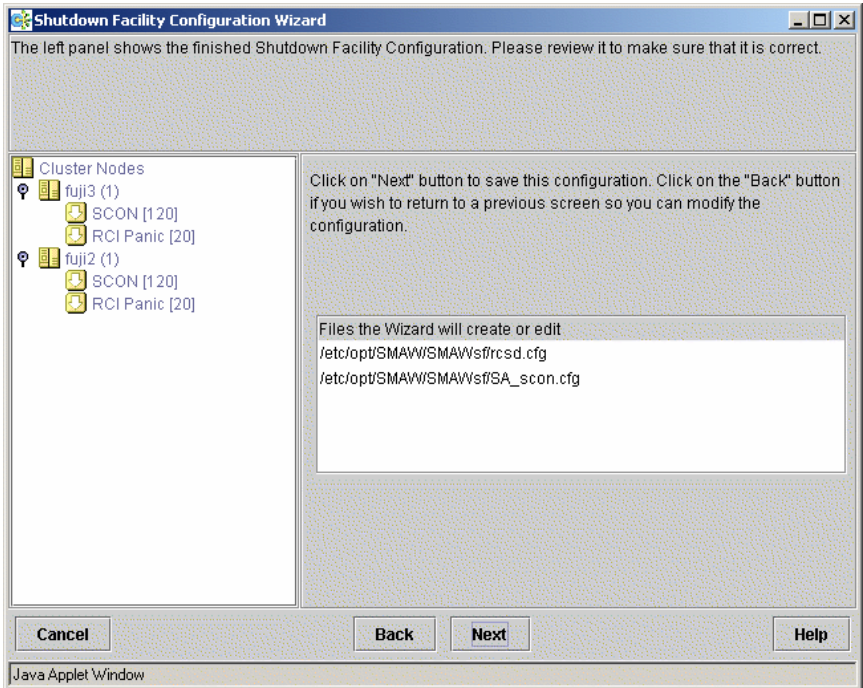 Shutdown Facility Configuration Wizard
The left panel shows the finished Shutdown Facility Configuration. Please review it to make sure that it is correct.
Cluster Nodes
fuji3 (1)
SCON [120]
RCI Panic [20]
fuji2 (1)
SCON [120]
RCI Panic [20]
Click on "Next" button to save this configuration. Click on the "Back" button
if you wish to return to a previous screen so you can modify the
configuration.
Files the Wizard will create or edit
/etc/opt/SMAW/SMAWsf/rcsd.cfg
/etc/opt/SMAW/SMAWsf/SA_scon.cfg
Cancel
Back
Next
Help
Java Applet Window